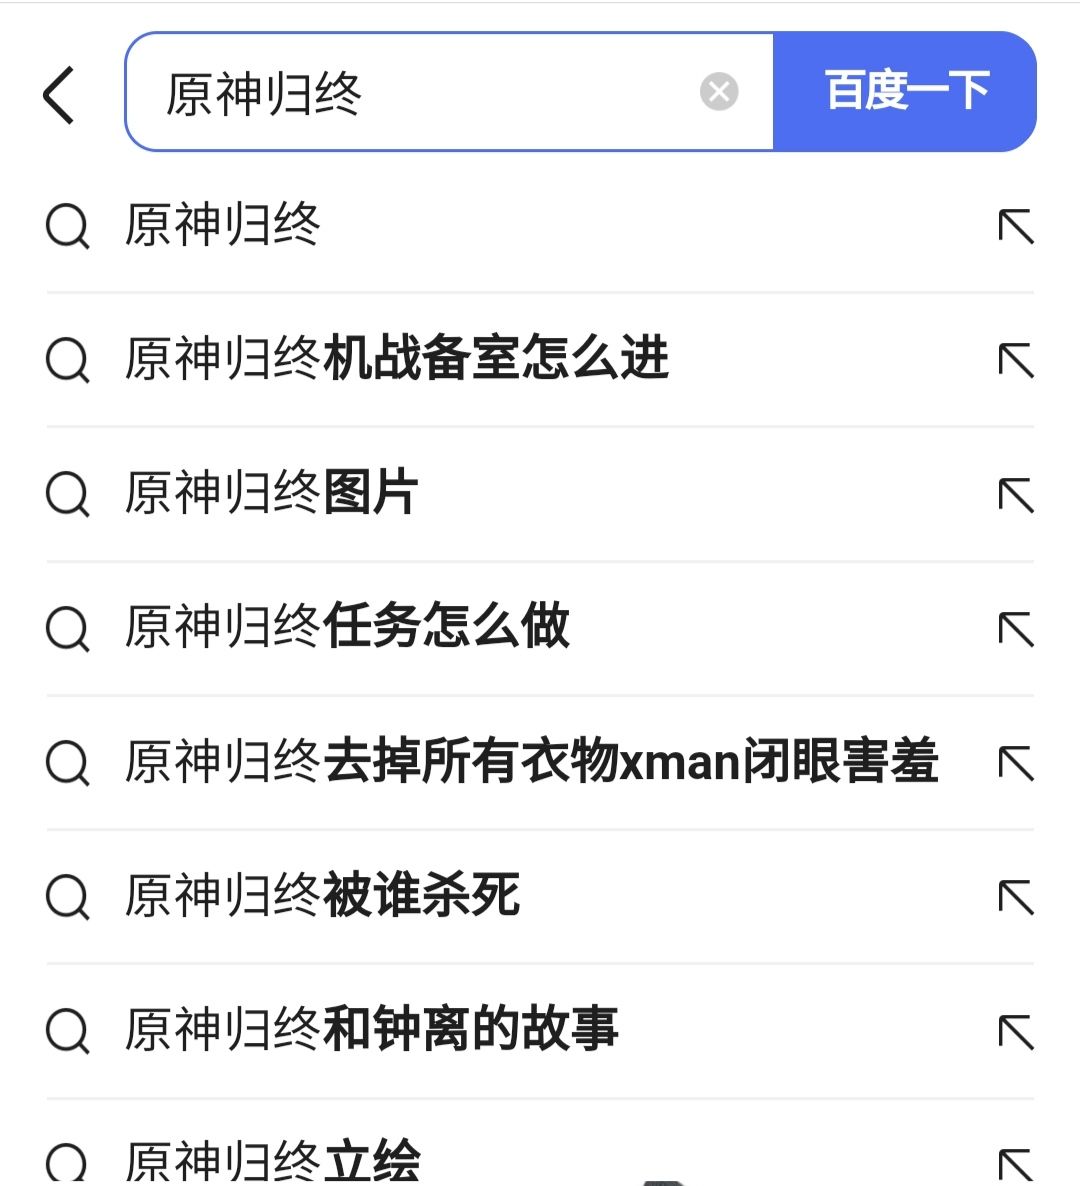 原神归终
百度一下
原神归终
原神归终机战备室怎么进
原神归终图片
原神归终任务怎么做
原神归终去掉所有衣物xman闭眼害羞
原神归终被谁杀死
原神归终和钟离的故事
原神归终立绘